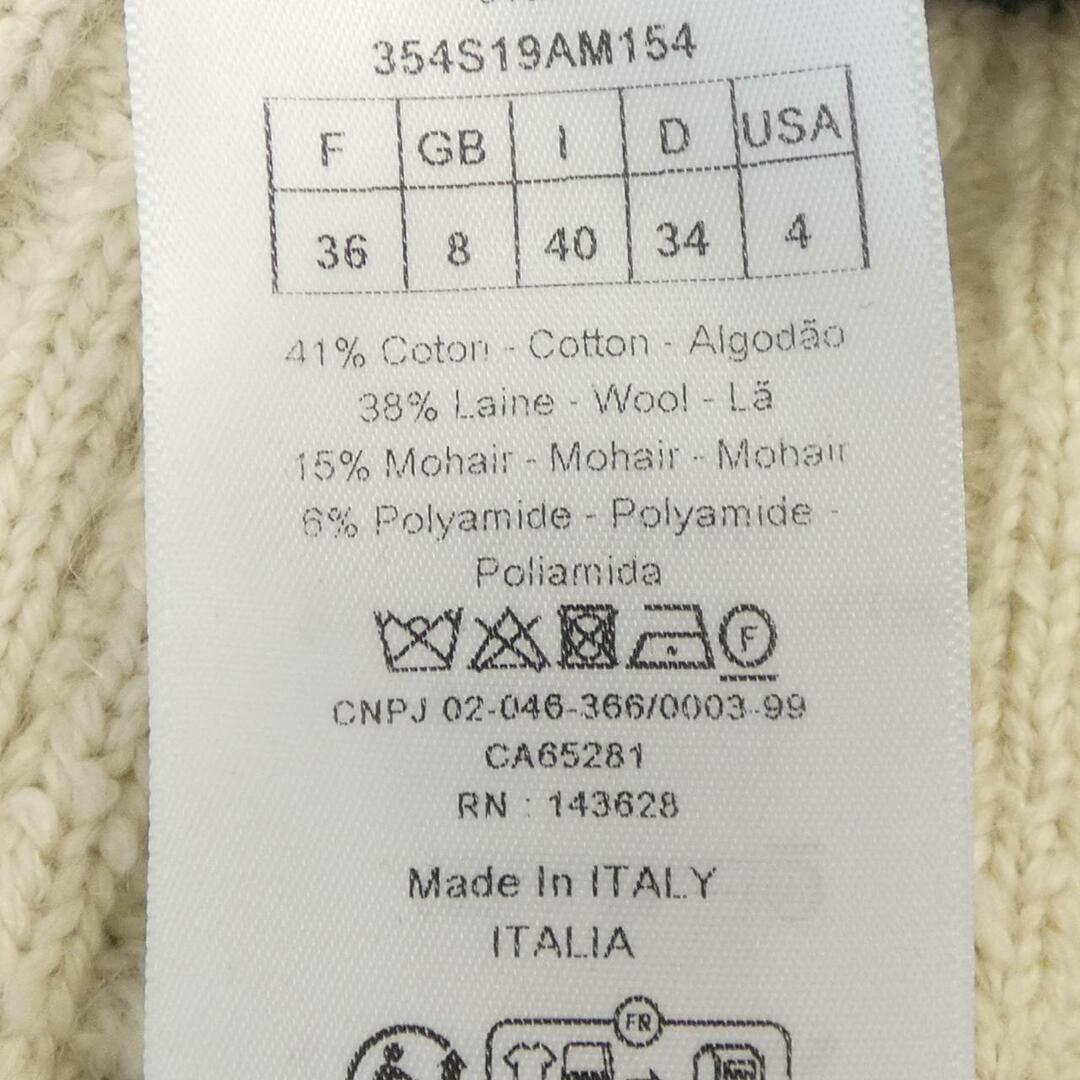 354S19AM154
F GB I D USA
36 8 40 34 4
41% Coton - Cotton - Algodão
38% Laine - Wool - Lã
15% Mohair - Mohair - Mohair
6% Polyamide - Polyamide -
Poliamida
F
CNPJ 02-046-366/0003-99
CA65281
RN : 143628
Made In ITALY
ITALIA
FR